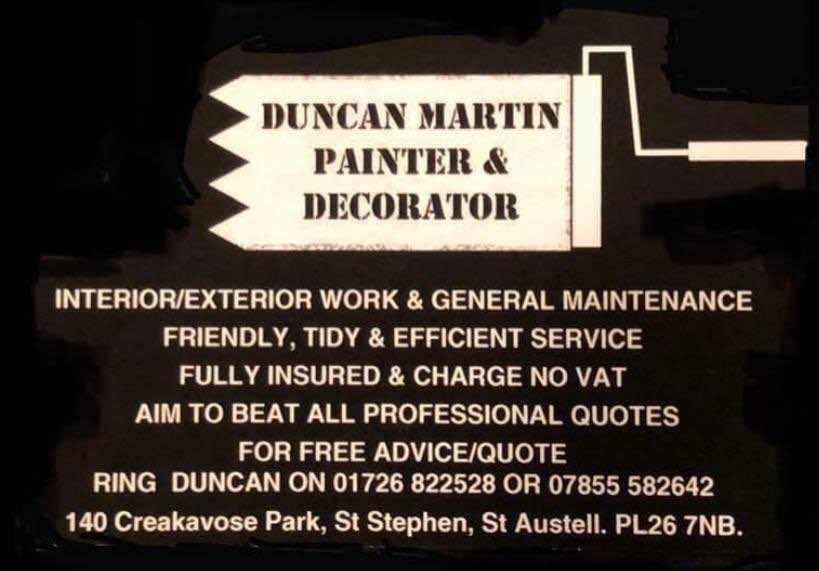 DUNCAN MARTIN
PAINTER &
DECORATOR
INTERIOR/EXTERIOR WORK & GENERAL MAINTENANCE
FRIENDLY, TIDY & EFFICIENT SERVICE
FULLY INSURED & CHARGE NO VAT
AIM TO BEAT ALL PROFESSIONAL QUOTES
FOR FREE ADVICE/QUOTE
RING DUNCAN ON 01726 822528 OR 07855 582642
140 Creakavose Park, St Stephen, St Austell. PL26 7NB.